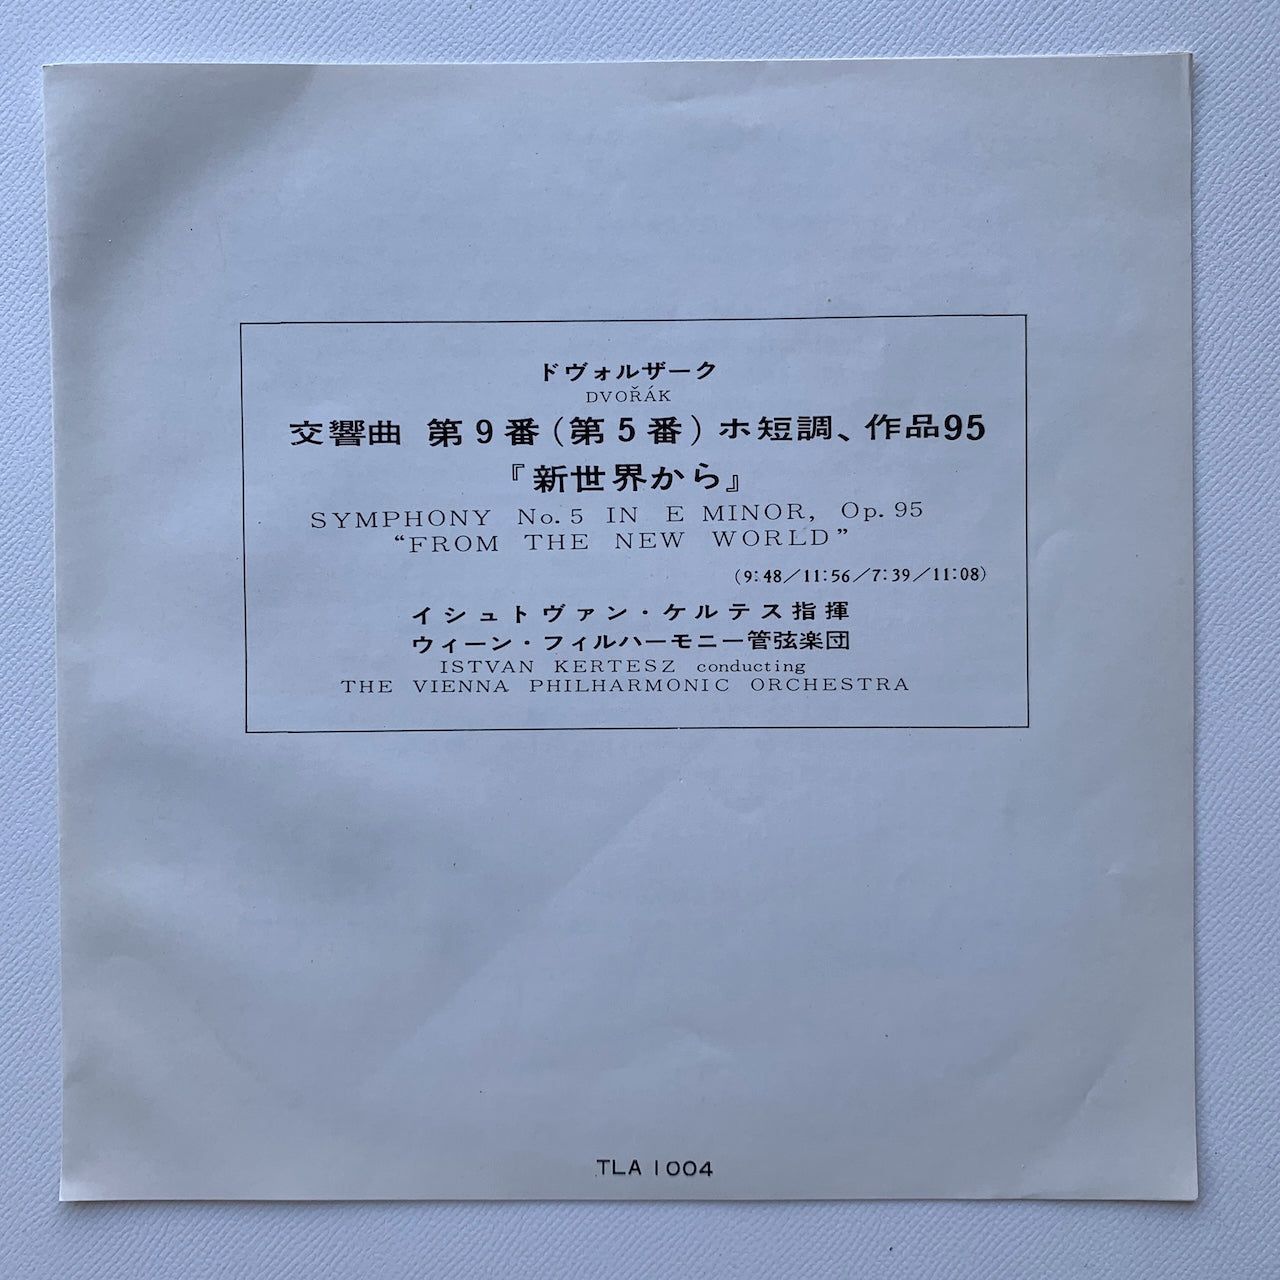 ドヴォルザーク
DVOŘÁK
交響曲 第9番(第5番)ホ短調、作品95
『新世界から』
SYMPHONY No. 5 IN E MINOR, Op. 95
“FROM THE NEW WORLD”
(9:48/11:56/7:39/11:08)
イシュトヴァン・ケルテス指揮
ウィーン・フィルハーモニー管弦楽団
ISTVAN KERTESZ conducting
THE VIENNA PHILHARMONIC ORCHESTRA
TLA 1004